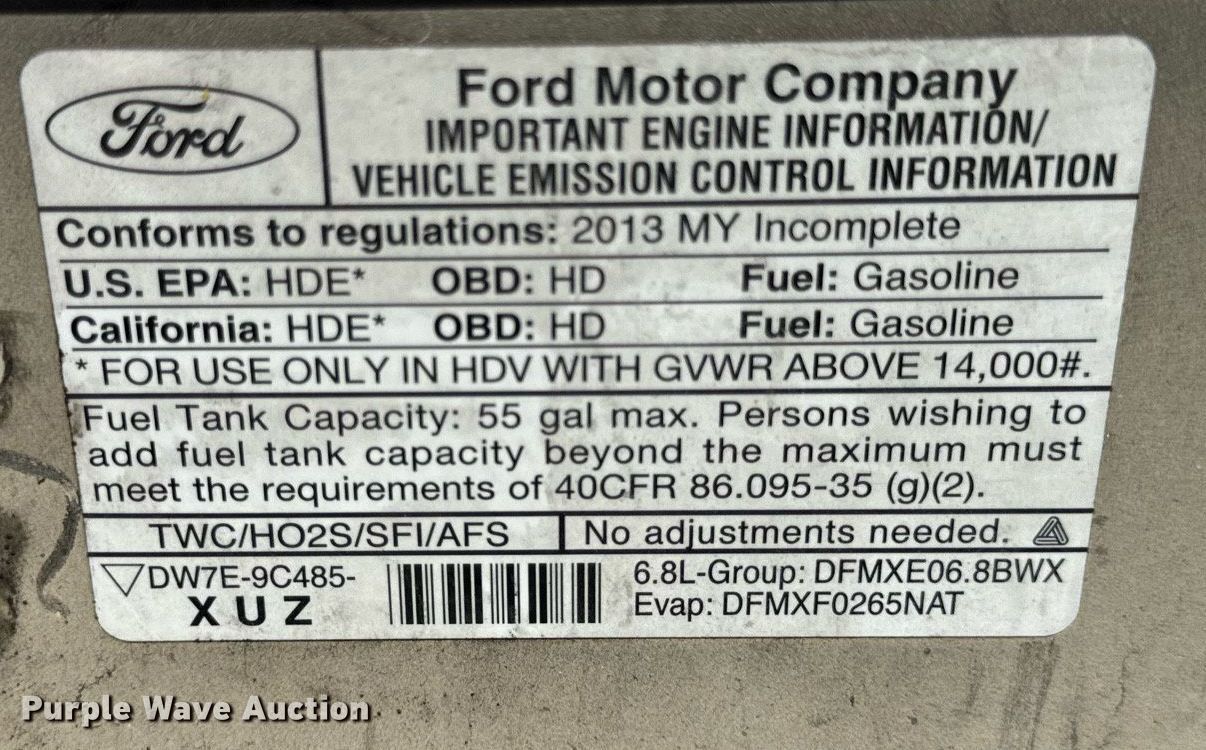 Ford
Ford Motor Company
IMPORTANT ENGINE INFORMATION/
VEHICLE EMISSION CONTROL INFORMATION
Conforms to regulations: 2013 MY Incomplete
U.S. EPA: HDE* OBD: HD Fuel: Gasoline
California: HDE* OBD: HD Fuel: Gasoline
* FOR USE ONLY IN HDV WITH GVWR ABOVE 14,000#.
Fuel Tank Capacity: 55 gal max. Persons wishing to
add fuel tank capacity beyond the maximum must
meet the requirements of 40CFR 86.095-35 (g)(2).
TWC/HO2S/SFI/AFS No adjustments needed.
DW7E-9C485-
X U Z
6.8L-Group: DFMXE06.8BWX
Evap: DFMXF0265NAT
Purple Wave Auction